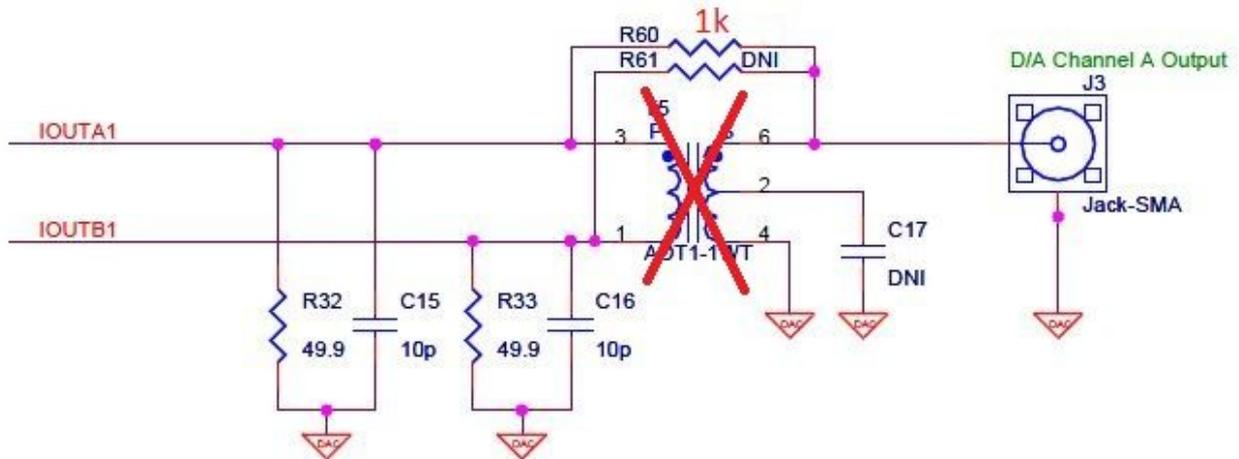 1k
R60
R61
DNI
D/A Channel A Output
J3
IOUTA1
3
6
2
Jack-SMA
IOUTB1
1
4
C17
DNI
R32
C15
R33
C16
49.9
10p
49.9
10p
DAC
DAC
DAC
DAC
DAC